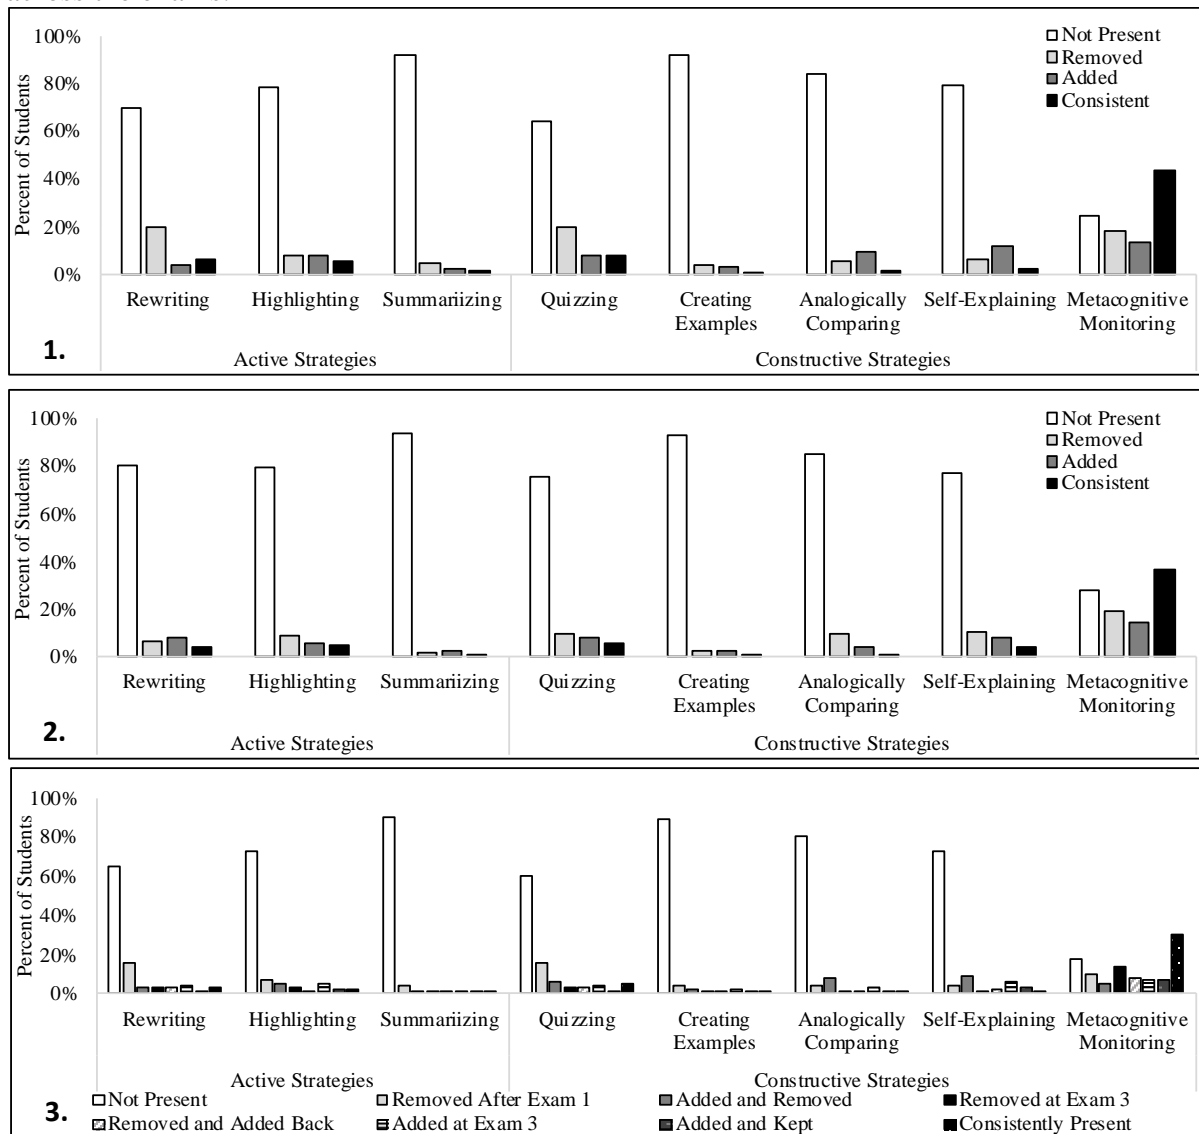 100%
80%
60%
40%
20%
0%
Percent of Students
Not Present
Removed
Added
Consistent
Rewriting Highlighting Summariizing Quizzing Creating Examples Analogically Comparing Self-Explaining Metacognitive Monitoring
Active Strategies Constructive Strategies
1.
100%
80%
60%
40%
20%
0%
Percent of Students
Not Present
Removed
Added
Consistent
Rewriting Highlighting Summariizing Quizzing Creating Examples Analogically Comparing Self-Explaining Metacognitive Monitoring
Active Strategies Constructive Strategies
2.
100%
80%
60%
40%
20%
0%
Percent of Students
Rewriting Highlighting Summariizing Quizzing Creating Examples Analogically Comparing Self-Explaining Metacognitive Monitoring
Active Strategies Constructive Strategies
3.
Not Present Removed After Exam 1 Added and Removed Removed at Exam 3
Removed and Added Back Added at Exam 3 Added and Kept Consistently Present